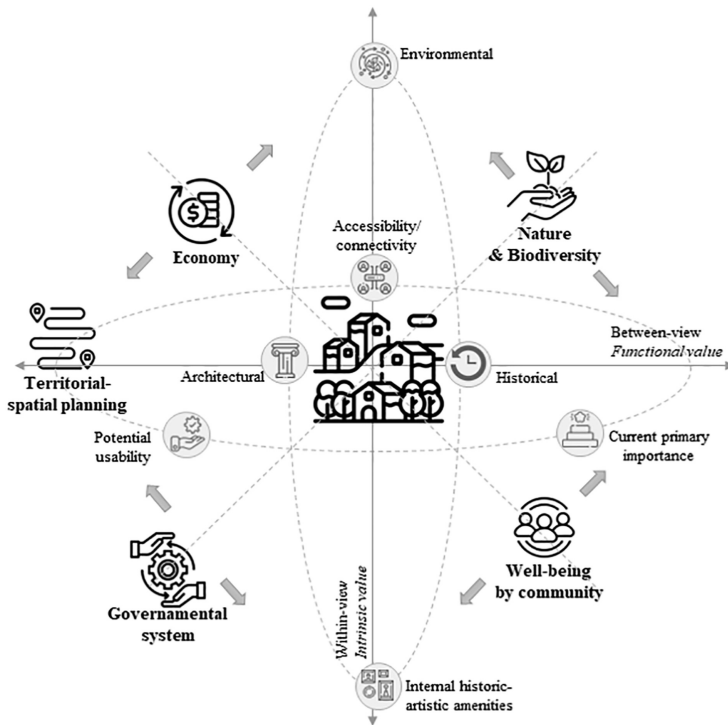 Environmental
Accessibility/
connectivity
Economy
Nature
& Biodiversity
Between-view
Functional value
Territorial-
spatial planning
Architectural
Historical
Potential
usability
Current primary
importance
Governamental
system
Well-being
by community
Within-view
Intrinsic value
Internal historic-
artistic amenities